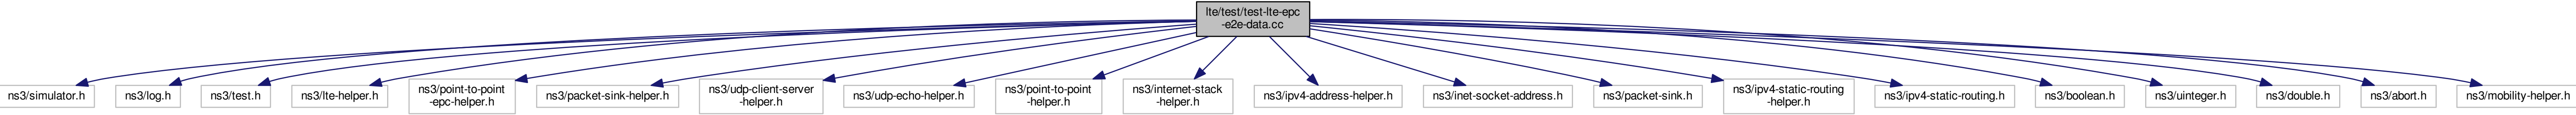 lte/test/test-lte-epc
-e2e-data.cc
ns3/simulator.h
ns3/log.h
ns3/test.h
ns3/lte-helper.h
ns3/point-to-point
-epc-helper.h
ns3/packet-sink-helper.h
ns3/udp-client-server
-helper.h
ns3/udp-echo-helper.h
ns3/point-to-point
-helper.h
ns3/internet-stack
-helper.h
ns3/ipv4-address-helper.h
ns3/inet-socket-address.h
ns3/packet-sink.h
ns3/ipv4-static-routing
-helper.h
ns3/ipv4-static-routing.h
ns3/boolean.h
ns3/uinteger.h
ns3/double.h
ns3/abort.h
ns3/mobility-helper.h